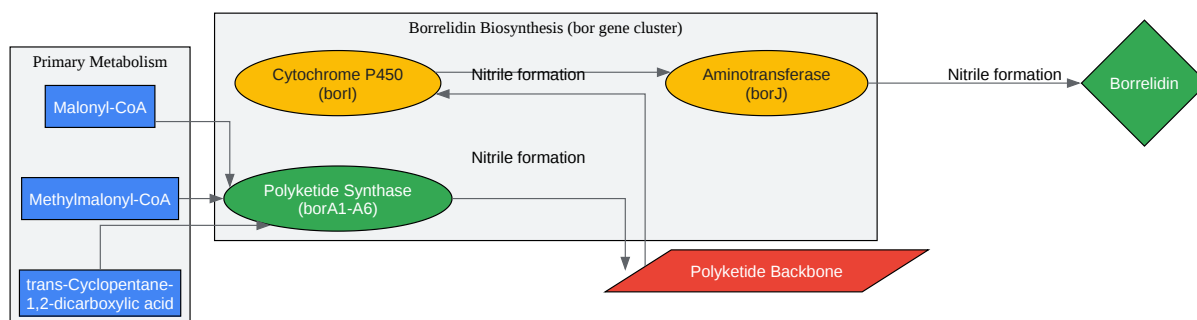 Borrelidin Biosynthesis (bor gene cluster)
Primary Metabolism
Cytochrome P450
(borI)
Nitrile formation
Aminotransferase
(borJ)
Nitrile formation
Borrelidin
Malonyl-CoA
Nitrile formation
Methylmalonyl-CoA
Polyketide Synthase
(borA1-A6)
trans-Cyclopentane-
1,2-dicarboxylic acid
Polyketide Backbone